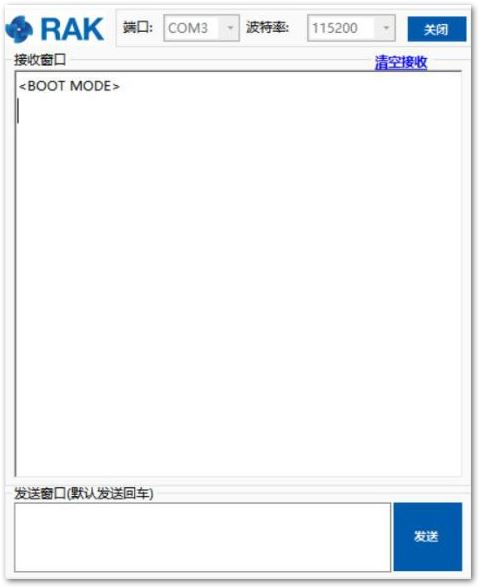 RAK 端口: COM3 波特率: 115200 关闭
接收窗口 清空接收
<BOOT MODE>
发送窗口(默认发送回车)
发送